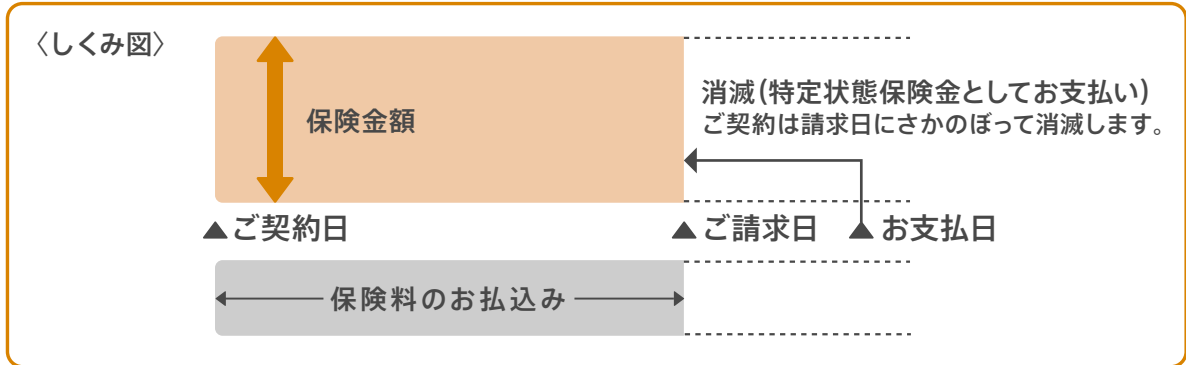 〈しくみ図〉
保険金額
消滅(特定状態保険金としてお支払い)
ご契約は請求日にさかのぼって消滅します。
▲ご契約日
▲ご請求日
▲お支払日
保険料のお払込み